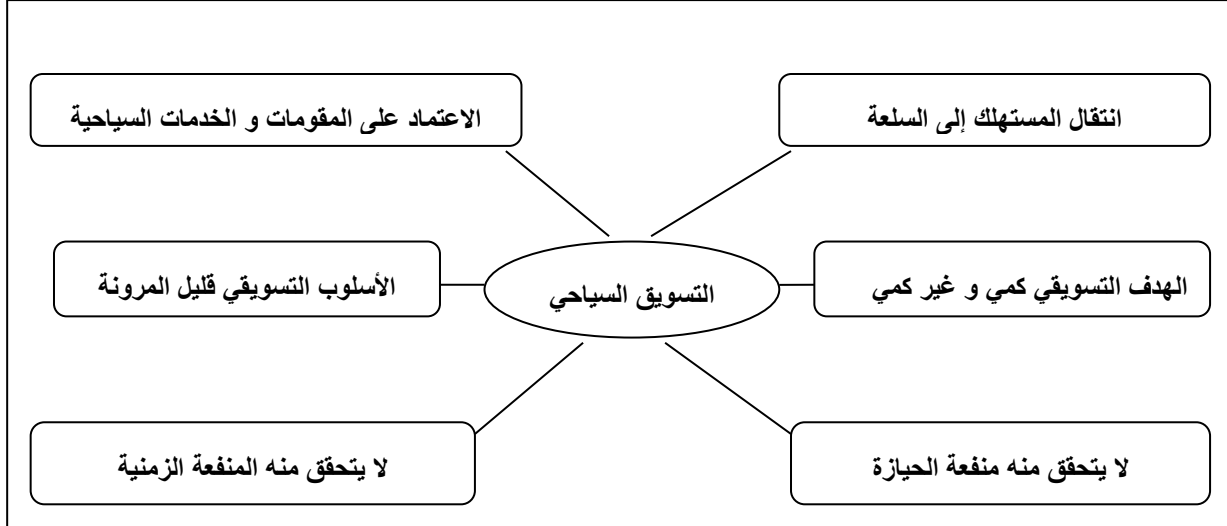 انتقال المستهلك إلى السلعة
الاعتماد على المقومات و الخدمات السياحية
الهدف التسويقي كمي و غير كمي
التسويق السياحي
الأسلوب التسويقي قليل المرونة
لا يتحقق منه منفعة الحيازة
لا يتحقق منه المنفعة الزمنية